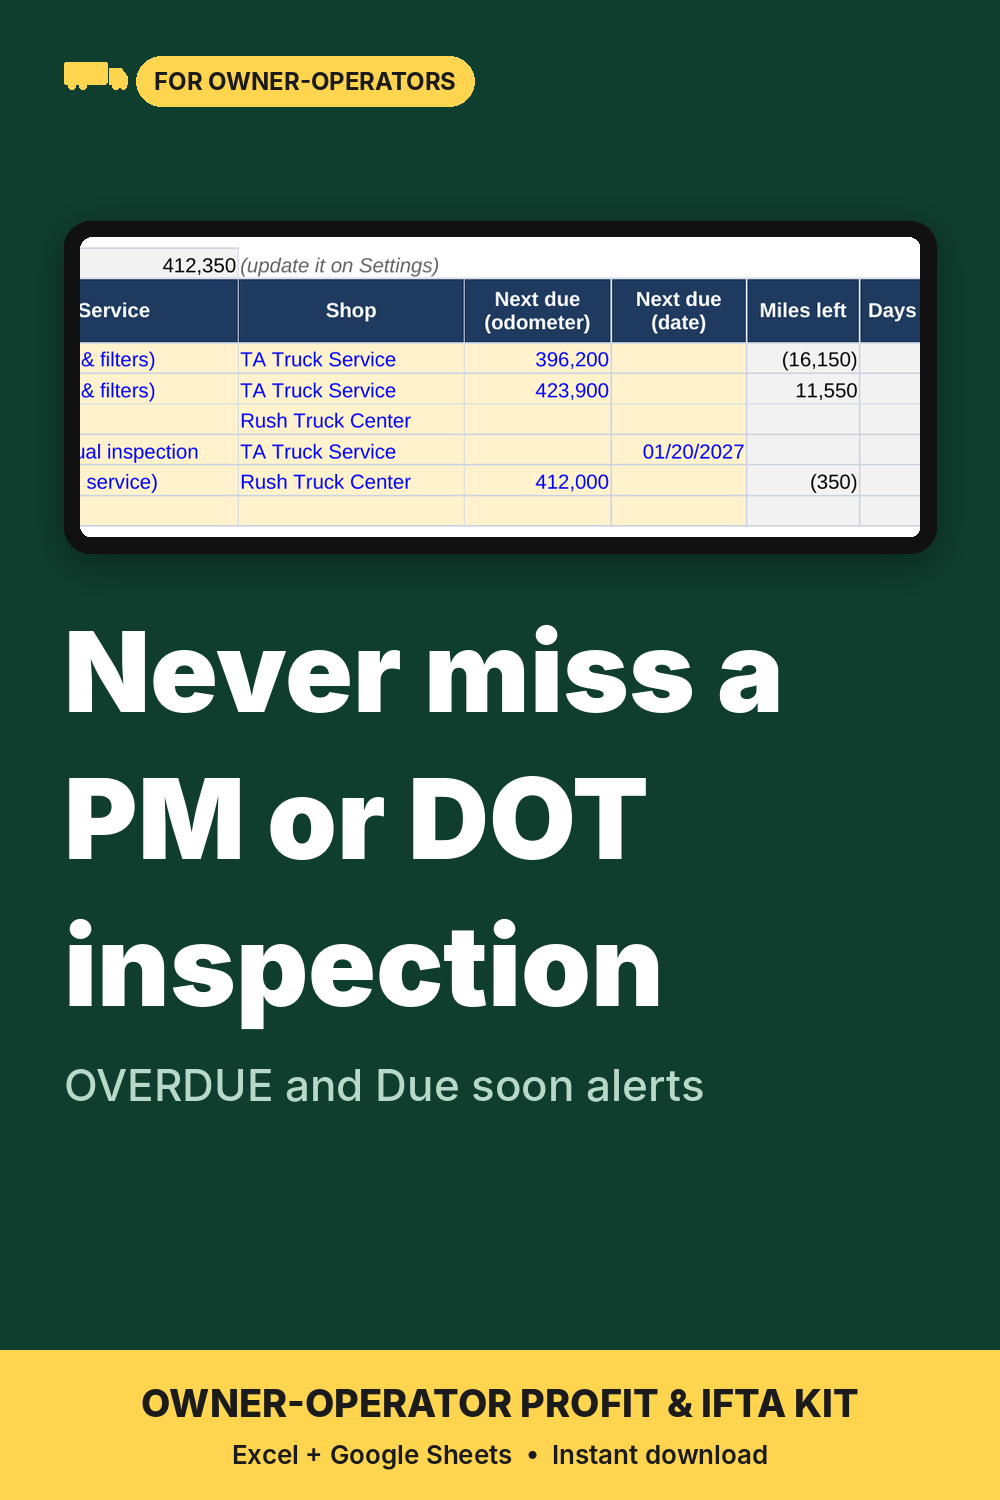 FOR OWNER-OPERATORS
412,350 (update it on Settings)
Service Shop Next due (odometer) Next due (date) Miles left Days
& filters) TA Truck Service 396,200 (16,150)
& filters) TA Truck Service 423,900 11,550
Rush Truck Center
ual inspection TA Truck Service 01/20/2027
service) Rush Truck Center 412,000 (350)
Never miss a
PM or DOT
inspection
OVERDUE and Due soon alerts
OWNER-OPERATOR PROFIT & IFTA KIT
Excel + Google Sheets • Instant download